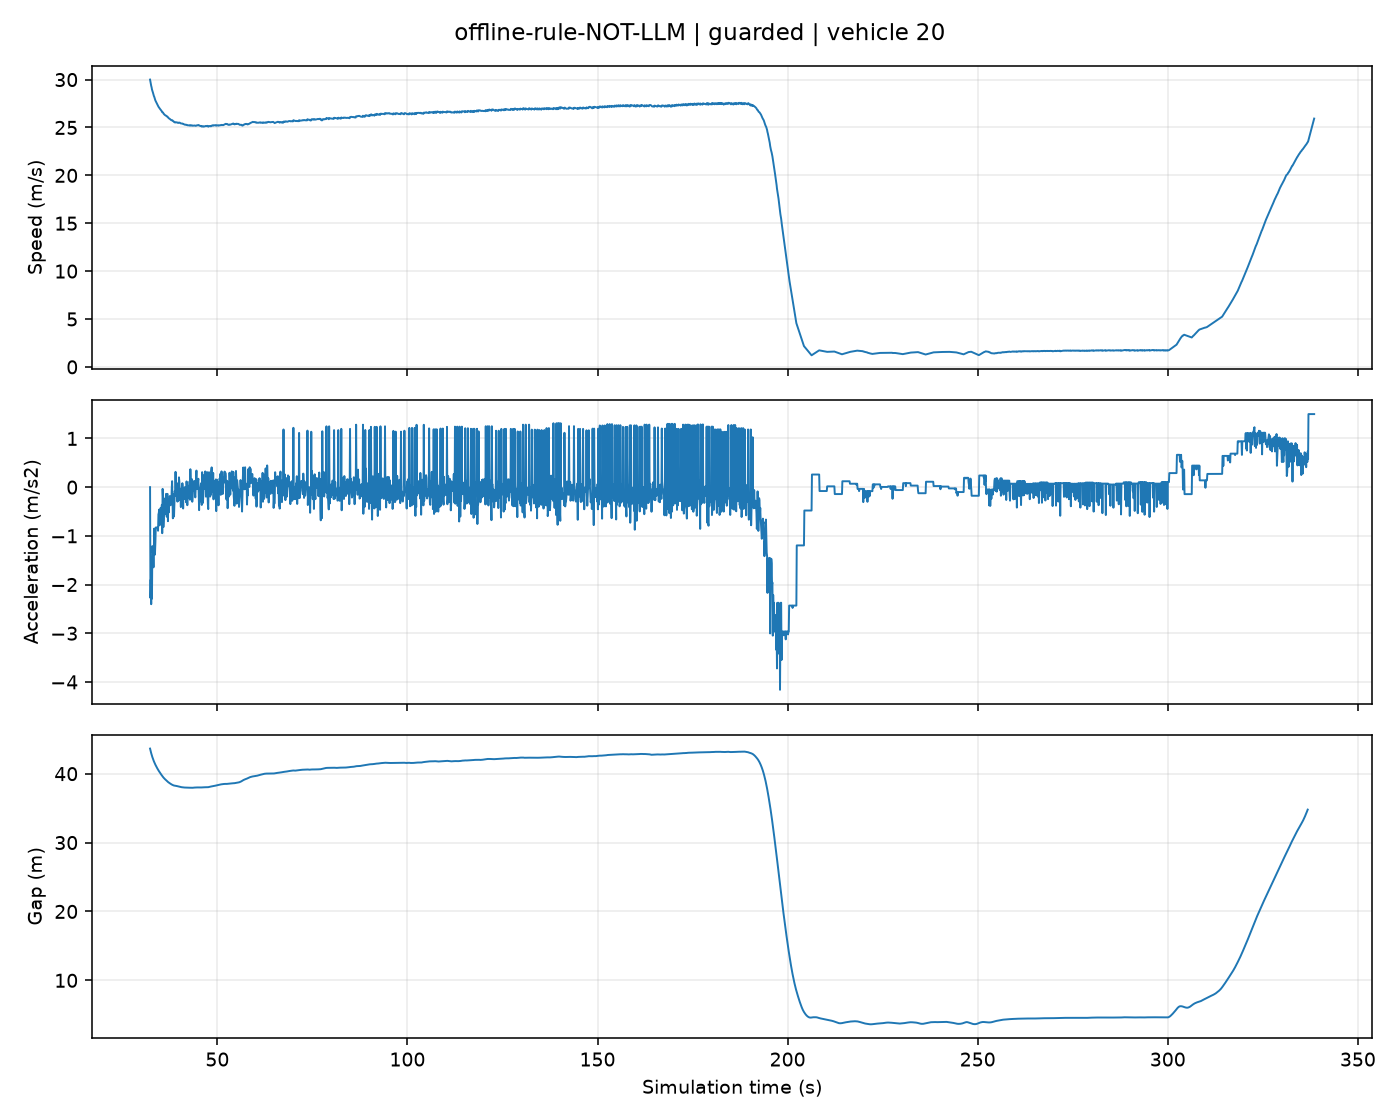 offline-rule-NOT-LLM | guarded | vehicle 20
30
25
20
15
10
5
0
Speed (m/s)
1
0
−1
−2
−3
−4
Acceleration (m/s2)
40
30
20
10
Gap (m)
50 100 150 200 250 300 350
Simulation time (s)